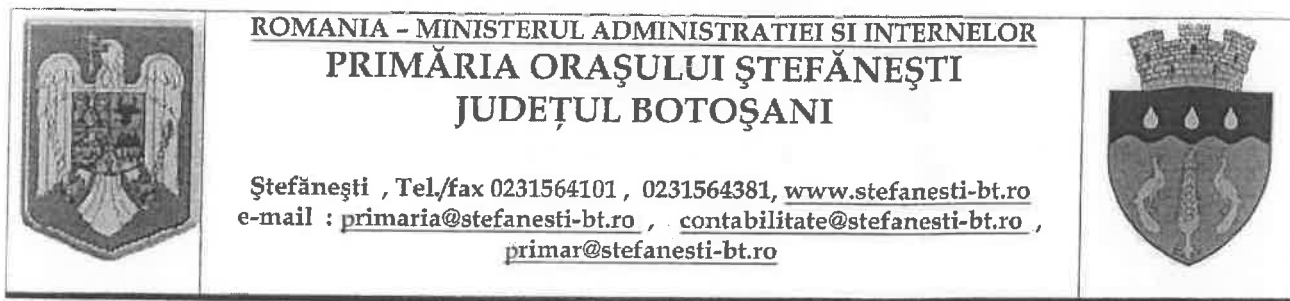 ROMANIA – MINISTERUL ADMINISTRATIEI SI INTERNELOR
PRIMĂRIA ORAŞULUI ŞTEFĂNEŞTI
JUDEŢUL BOTOŞANI
Ştefăneşti , Tel./fax 0231564101 , 0231564381, www.stefanesti-bt.ro
e-mail : primaria@stefanesti-bt.ro , contabilitate@stefanesti-bt.ro ,
primar@stefanesti-bt.ro